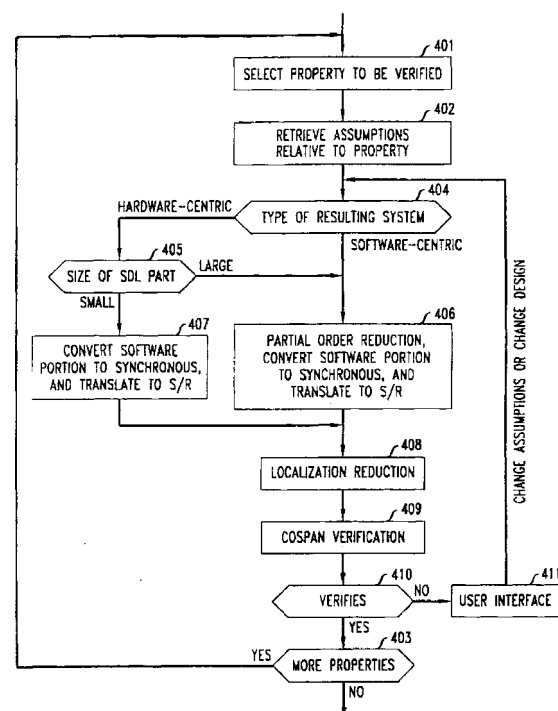 401
SELECT PROPERTY TO BE VERIFIED
402
RETRIEVE ASSUMPTIONS
RELATIVE TO PROPERTY
404
HARDWARE-CENTRIC
TYPE OF RESULTING SYSTEM
SOFTWARE-CENTRIC
405
SIZE OF SDL PART
LARGE
SMALL
407
CONVERT SOFTWARE
PORTION TO SYNCHRONOUS,
AND TRANSLATE TO S/R
406
PARTIAL ORDER REDUCTION,
CONVERT SOFTWARE PORTION
TO SYNCHRONOUS, AND
TRANSLATE TO S/R
CHANGE ASSUMPTIONS OR CHANGE DESIGN
408
LOCALIZATION REDUCTION
409
COSPAN VERIFICATION
410
VERIFIES
NO
411
USER INTERFACE
YES
403
YES
MORE PROPERTIES
NO